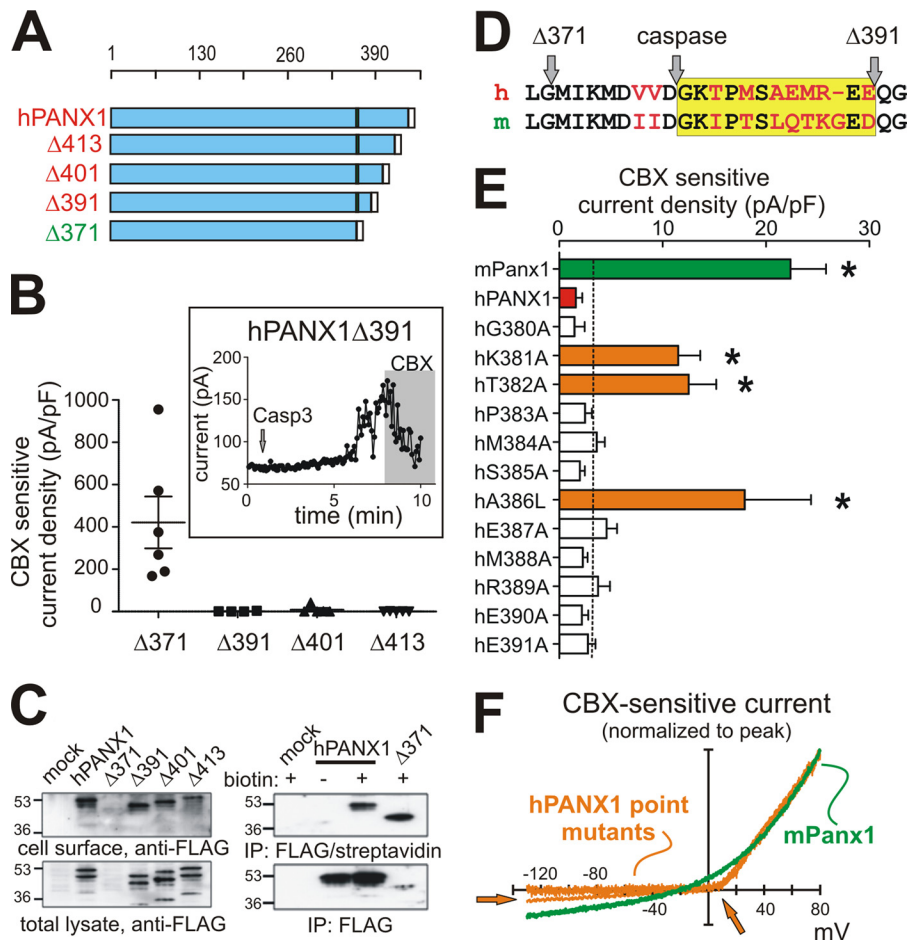 A
1 130 260 390
hPANX1
Δ413
Δ401
Δ391
Δ371
B
CBX sensitive
current density (pA/pF)
1000
800
600
400
200
0
Δ371 Δ391 Δ401 Δ413
hPANX1Δ391
current (pA)
200
150
100
50
Casp3
CBX
0 5 10
time (min)
C
mock hPANX1 Δ371 Δ391 Δ401 Δ413
53
36
cell surface, anti-FLAG
53
36
total lysate, anti-FLAG
mock hPANX1 Δ371
biotin: + - + +
53
36
IP: FLAG/streptavidin
53
36
IP: FLAG
D
Δ371 caspase Δ391
h LGMIKMDVVDGKTPMSAEMR-EEQG
m LGMIKMDIIDGKIPTSLQTKGEDQG
E
CBX sensitive
current density (pA/pF)
0 10 20 30
mPanx1 *
hPANX1
hG380A
hK381A *
hT382A *
hP383A
hM384A
hS385A
hA386L *
hE387A
hM388A
hR389A
hE390A
hE391A
F
CBX-sensitive current
(normalized to peak)
hPANX1 point
mutants
mPanx1
-120 -80 -40 40 80
mV